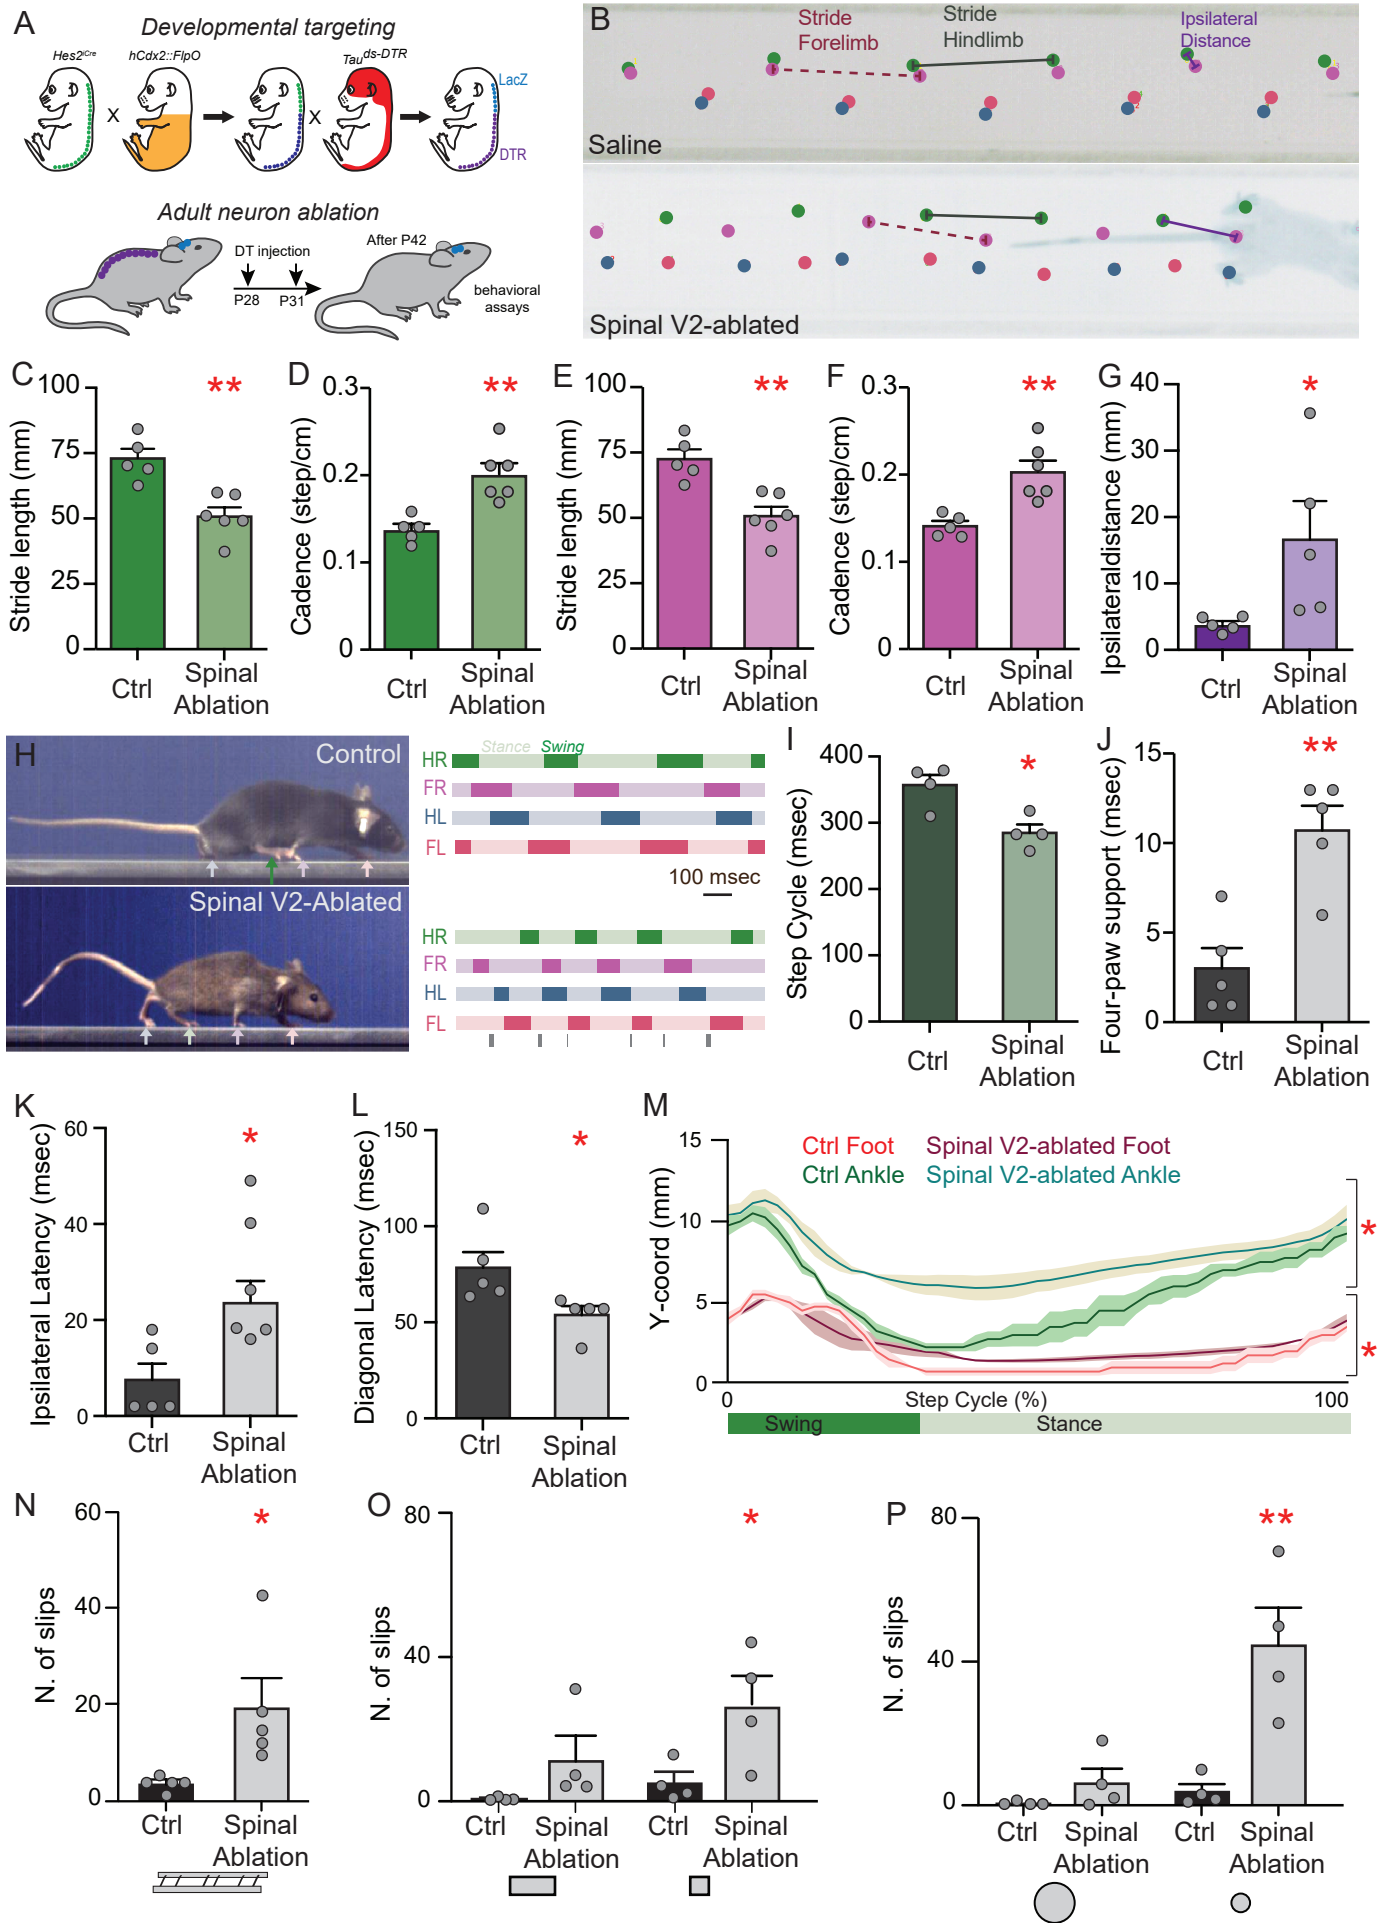 A
Developmental targeting
Hes2iCre
hCdx2::FlpO
Tauds-DTR
LacZ
X
X
DTR
Adult neuron ablation
DT injection
After P42
P28
P31
behavioral
assays
B
Stride
Forelimb
Stride
Hindlimb
Ipsilateral
Distance
Saline
Spinal V2-ablated
C
100
75
50
25
0
Stride length (mm)
**
Ctrl
Spinal
Ablation
D
0.3
0.2
0.1
0
Cadence (step/cm)
**
Ctrl
Spinal
Ablation
E
100
75
50
25
0
Stride length (mm)
**
Ctrl
Spinal
Ablation
F
0.3
0.2
0.1
0
Cadence (step/cm)
**
Ctrl
Spinal
Ablation
G
40
30
20
10
0
Ipsilateraldistance (mm)
*
Ctrl
Spinal
Ablation
H
Control
Spinal V2-Ablated
Stance Swing
HR
FR
HL
FL
100 msec
HR
FR
HL
FL
I
400
300
200
100
0
Step Cycle (msec)
*
Ctrl
Spinal
Ablation
J
15
10
5
0
Four-paw support (msec)
**
Ctrl
Spinal
Ablation
K
60
40
20
0
Ipsilateral Latency (msec)
*
Ctrl
Spinal
Ablation
L
150
100
50
0
Diagonal Latency (msec)
*
Ctrl
Spinal
Ablation
M
15
10
5
0
Y-coord (mm)
Ctrl Foot
Spinal V2-ablated Foot
Ctrl Ankle
Spinal V2-ablated Ankle
*
*
0
Step Cycle (%)
100
Swing
Stance
N
60
40
20
0
N. of slips
*
Ctrl
Spinal
Ablation
O
80
40
0
N. of slips
*
Ctrl
Spinal
Ablation
Ctrl
Spinal
Ablation
P
80
40
0
N. of slips
**
Ctrl
Spinal
Ablation
Ctrl
Spinal
Ablation